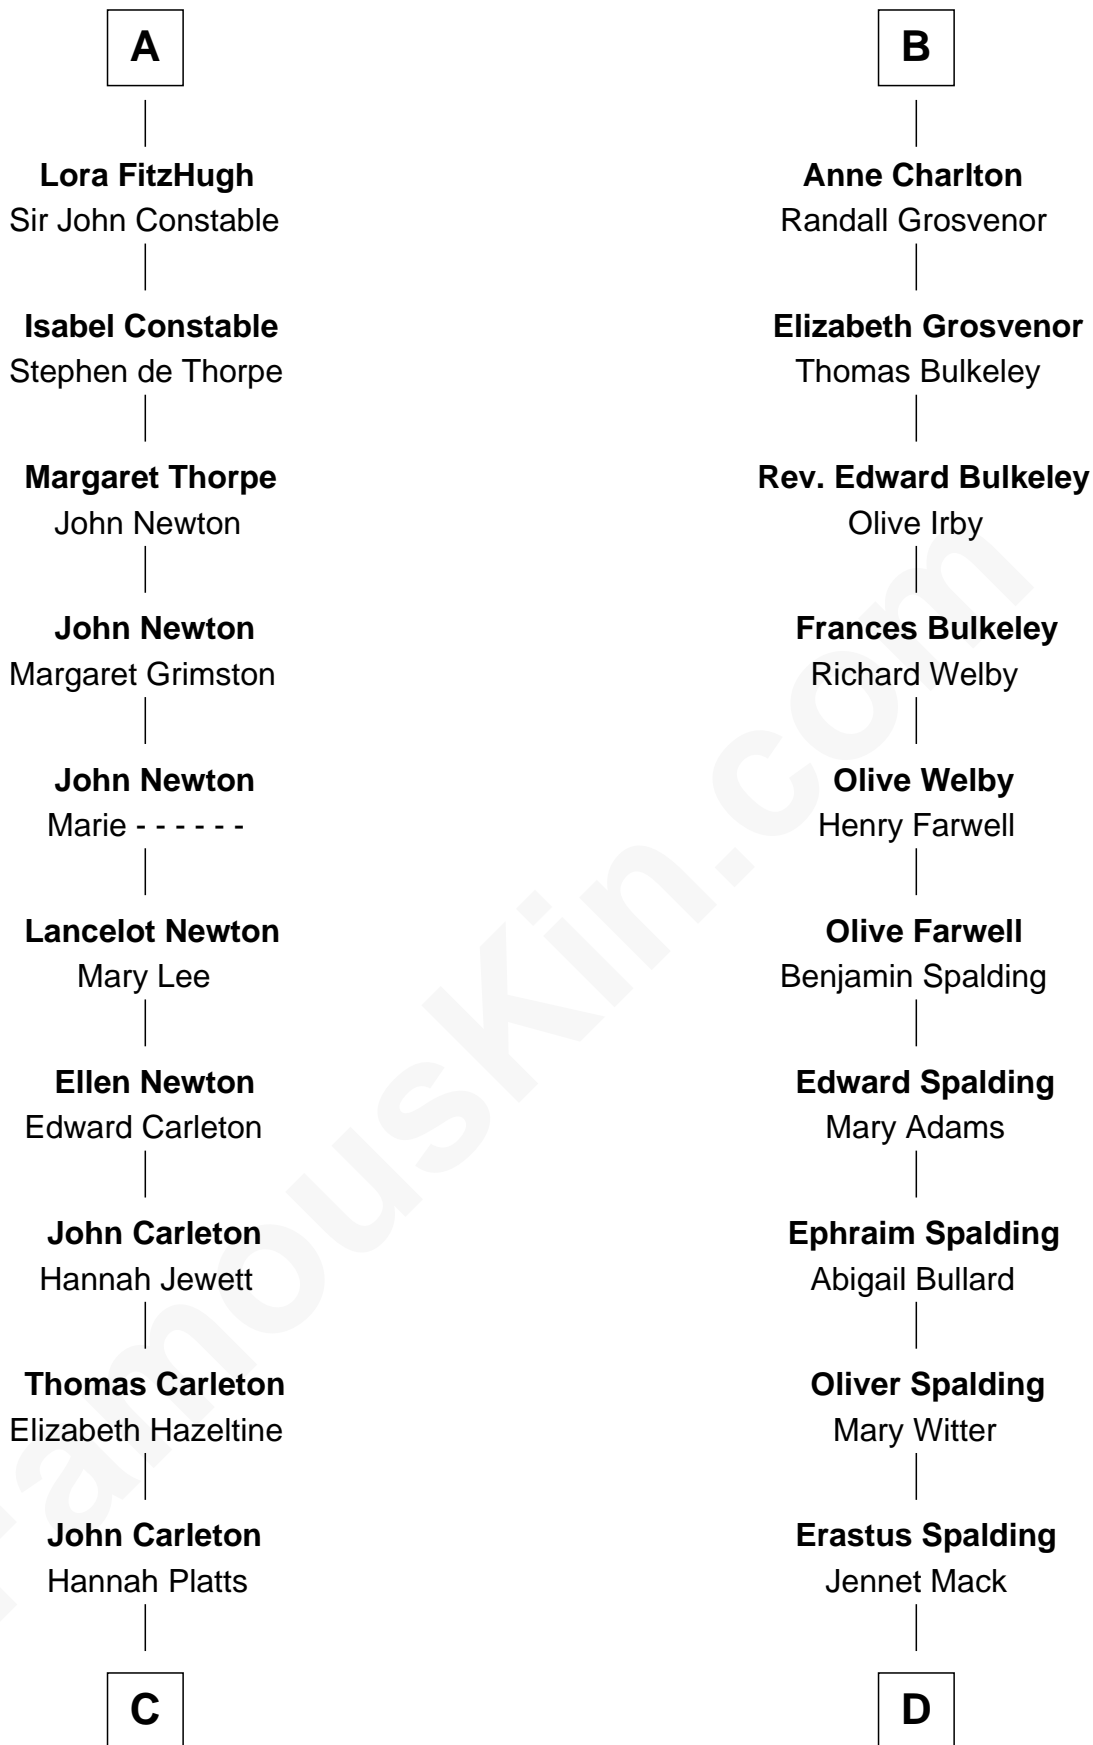 A
Lora FitzHugh
Sir John Constable
Isabel Constable
Stephen de Thorpe
Margaret Thorpe
John Newton
John Newton
Margaret Grimston
John Newton
Marie - - - - - -
Lancelot Newton
Mary Lee
Ellen Newton
Edward Carleton
John Carleton
Hannah Jewett
Thomas Carleton
Elizabeth Hazeltine
John Carleton
Hannah Platts
C
B
Anne Charlton
Randall Grosvenor
Elizabeth Grosvenor
Thomas Bulkeley
Rev. Edward Bulkeley
Olive Irby
Frances Bulkeley
Richard Welby
Olive Welby
Henry Farwell
Olive Farwell
Benjamin Spalding
Edward Spalding
Mary Adams
Ephraim Spalding
Abigail Bullard
Oliver Spalding
Mary Witter
Erastus Spalding
Jennet Mack
D
FamousKin.com